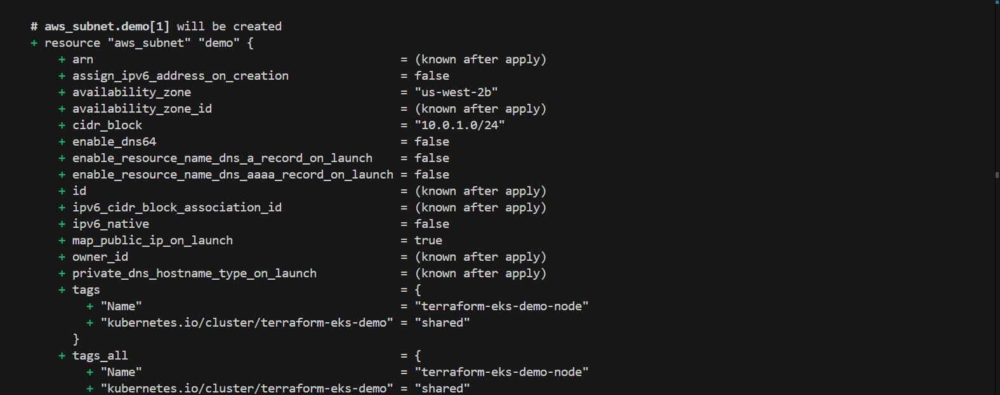 # aws_subnet.demo[1] will be created
+ resource "aws_subnet" "demo" {
+ arn = (known after apply)
+ assign_ipv6_address_on_creation = false
+ availability_zone = "us-west-2b"
+ availability_zone_id = (known after apply)
+ cidr_block = "10.0.1.0/24"
+ enable_dns64 = false
+ enable_resource_name_dns_a_record_on_launch = false
+ enable_resource_name_dns_aaaa_record_on_launch = false
+ id = (known after apply)
+ ipv6_cidr_block_association_id = (known after apply)
+ ipv6_native = false
+ map_public_ip_on_launch = true
+ owner_id = (known after apply)
+ private_dns_hostname_type_on_launch = (known after apply)
+ tags = {
+ "Name" = "terraform-eks-demo-node"
+ "kubernetes.io/cluster/terraform-eks-demo" = "shared"
}
+ tags_all = {
+ "Name" = "terraform-eks-demo-node"
+ "kubernetes.io/cluster/terraform-eks-demo" = "shared"